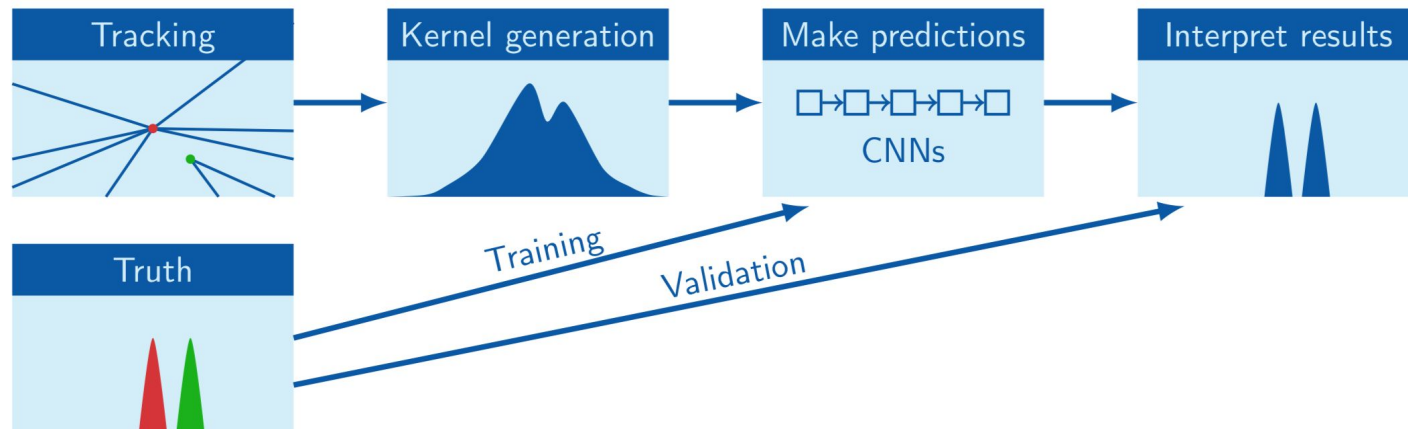 Tracking
Kernel generation
Make predictions
Interpret results
CNNs
Truth
Training
Validation